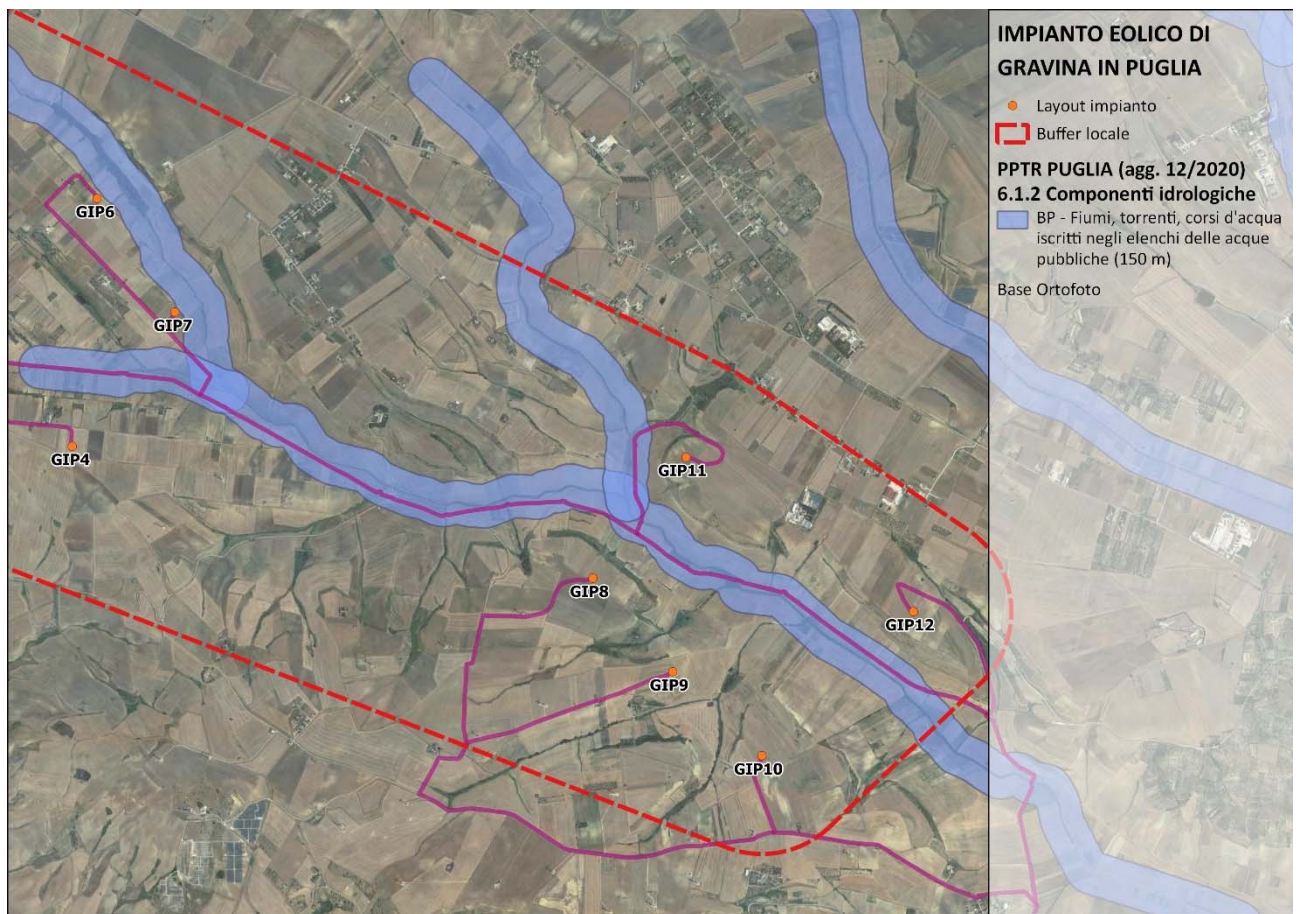 IMPIANTO EOLICO DI
GRAVINA IN PUGLIA
Layout impianto
Buffer locale
PPTR PUGLIA (agg. 12/2020)
6.1.2 Componenti idrologiche
BP - Fiumi, torrenti, corsi d'acqua
iscritti negli elenchi delle acque
pubbliche (150 m)
Base Ortofoto
GIP6
GIP7
GIP4
GIP11
GIP8
GIP12
GIP9
GIP10